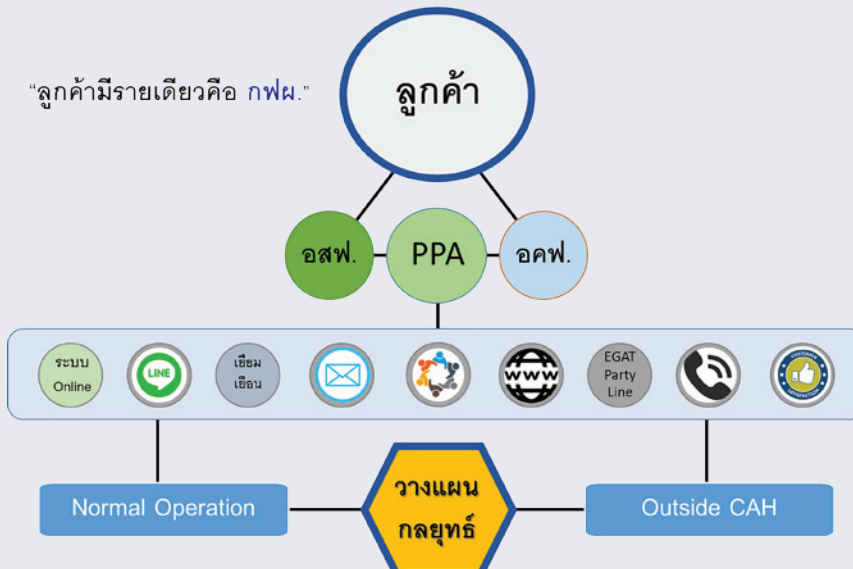 “ลูกค้ามีรายเดียวคือ กฟผ.”
ลูกค้า
อสฟ.
PPA
อคฟ.
ระบบ
Online
LINE
เยี่ยม
เยือน
www
EGAT
Party
Line
CUSTOMER
SATISFACTION
Normal Operation
วางแผน
กลยุทธ์
Outside CAH